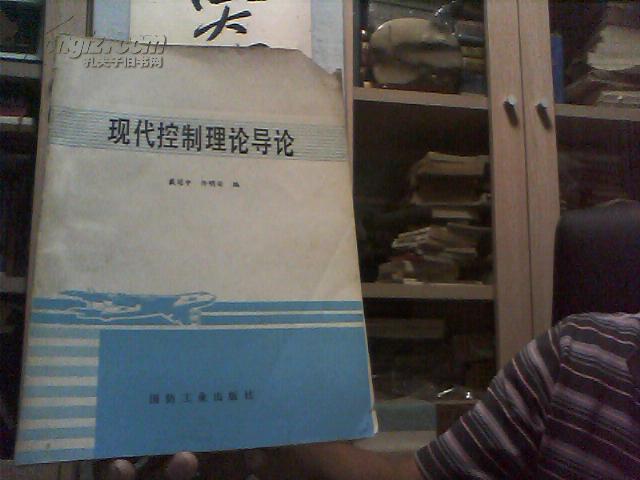 kongfz.com
孔夫子旧书网
现代控制理论导论
编
国防工业出版社